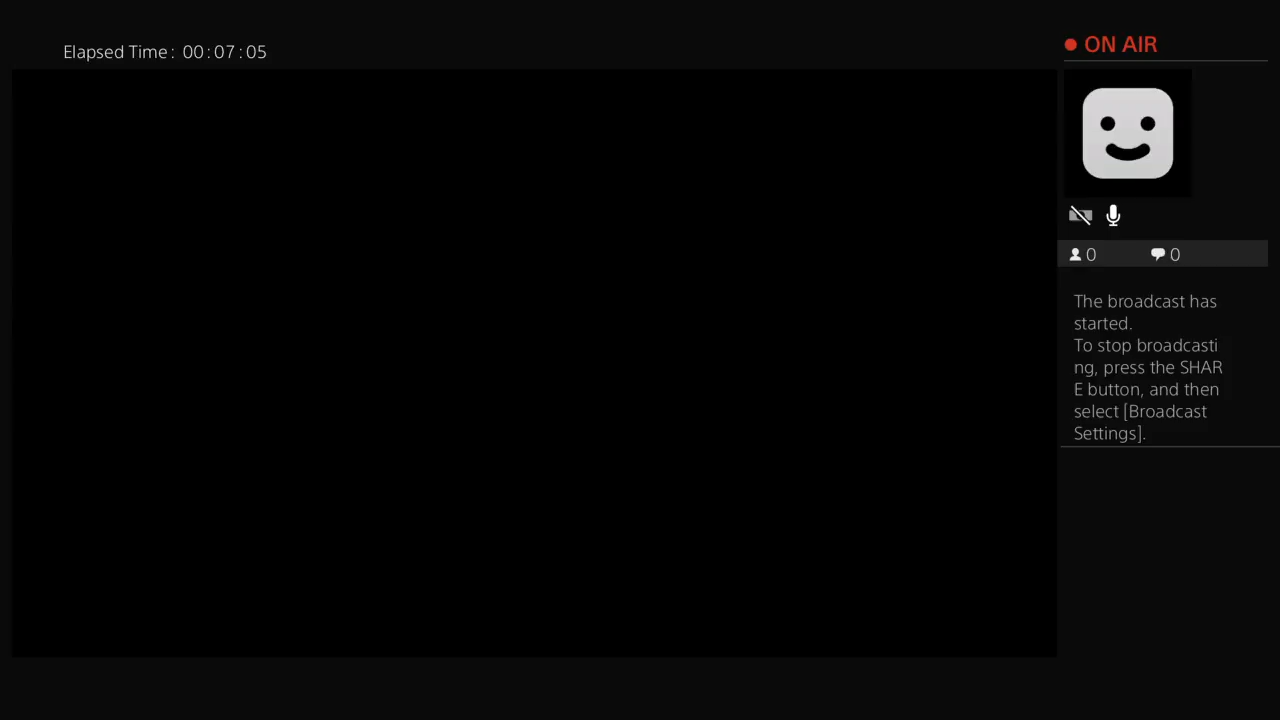 Elapsed Time: 00:07:05
ON AIR
0 0
The broadcast has
started.
To stop broadcasti
ng, press the SHAR
E button, and then
select [Broadcast
Settings].